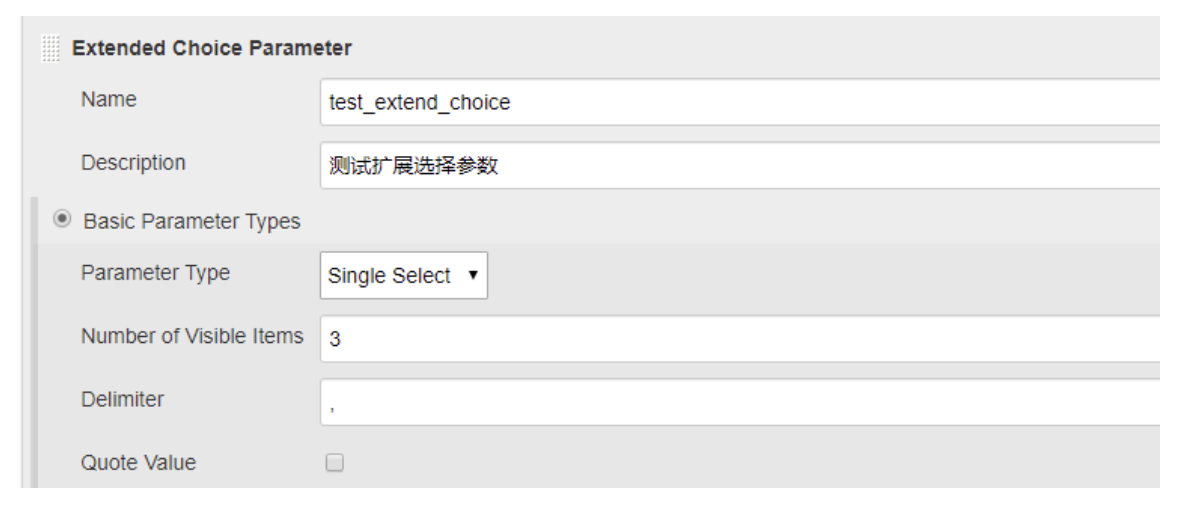 Extended Choice Parameter
Name test_extend_choice
Description 测试扩展选择参数
Basic Parameter Types
Parameter Type Single Select
Number of Visible Items 3
Delimiter ,
Quote Value